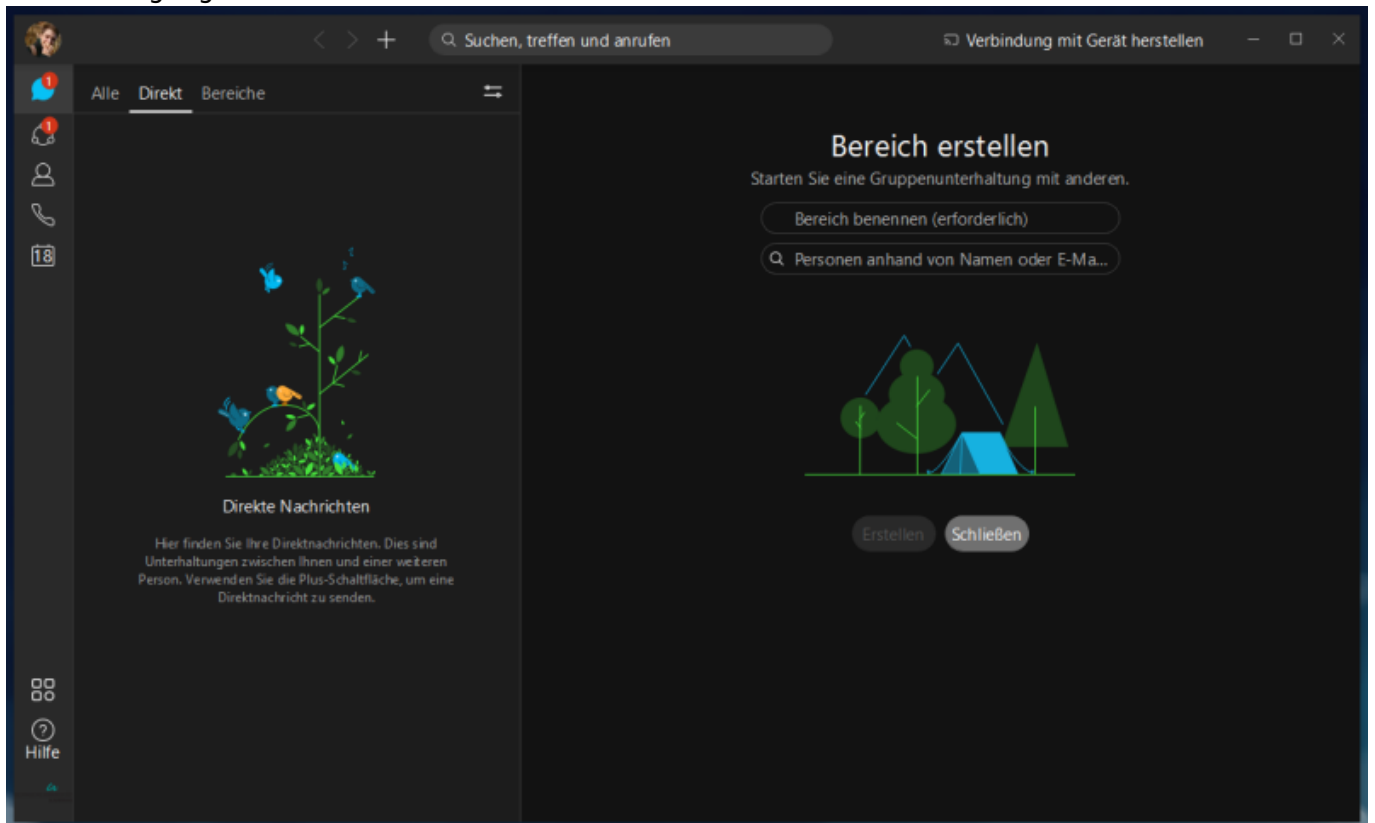 Suchen, treffen und anrufen
Verbindung mit Gerät herstellen
1
Alle Direkt Bereiche
1
18
Direkte Nachrichten
Hier finden Sie Ihre Direktnachrichten. Dies sind
Unterhaltungen zwischen Ihnen und einer weiteren
Person. Verwenden Sie die Plus-Schaltfläche, um eine
Direktnachricht zu senden.
Hilfe
Bereich erstellen
Starten Sie eine Gruppenunterhaltung mit anderen.
Bereich benennen (erforderlich)
Personen anhand von Namen oder E-Ma...
Erstellen
Schließen